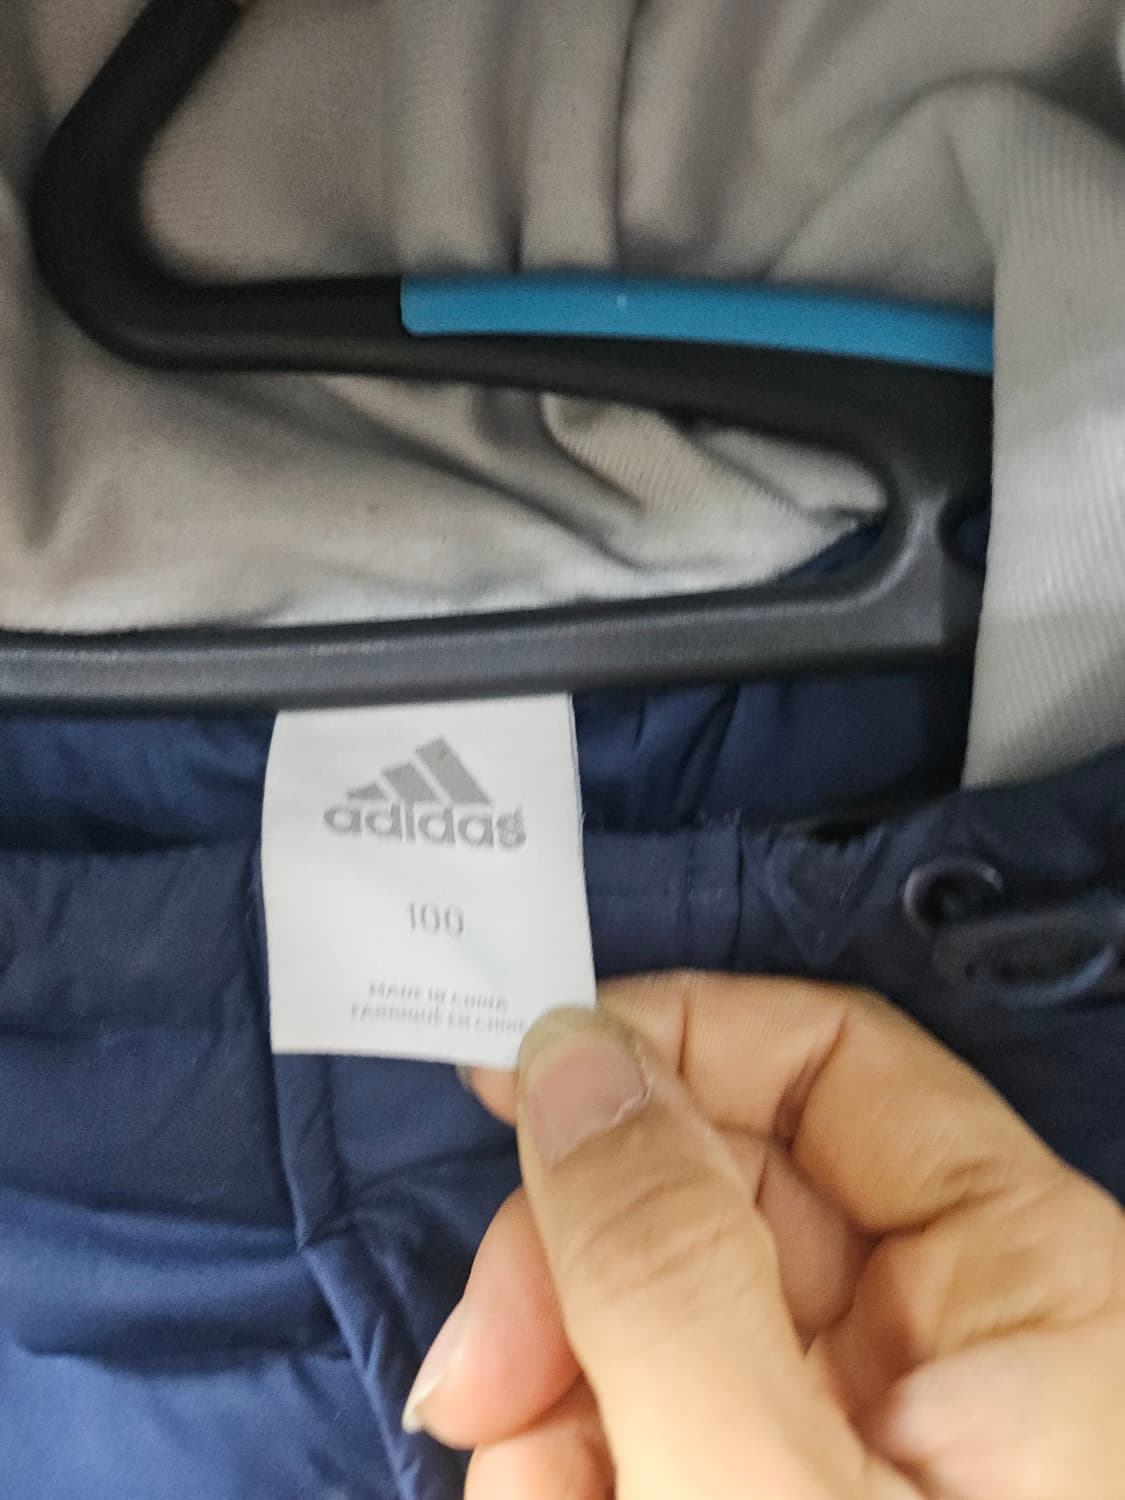 adidas
100
MADE IN CHINA
FABRIQUÉ EN CHINE